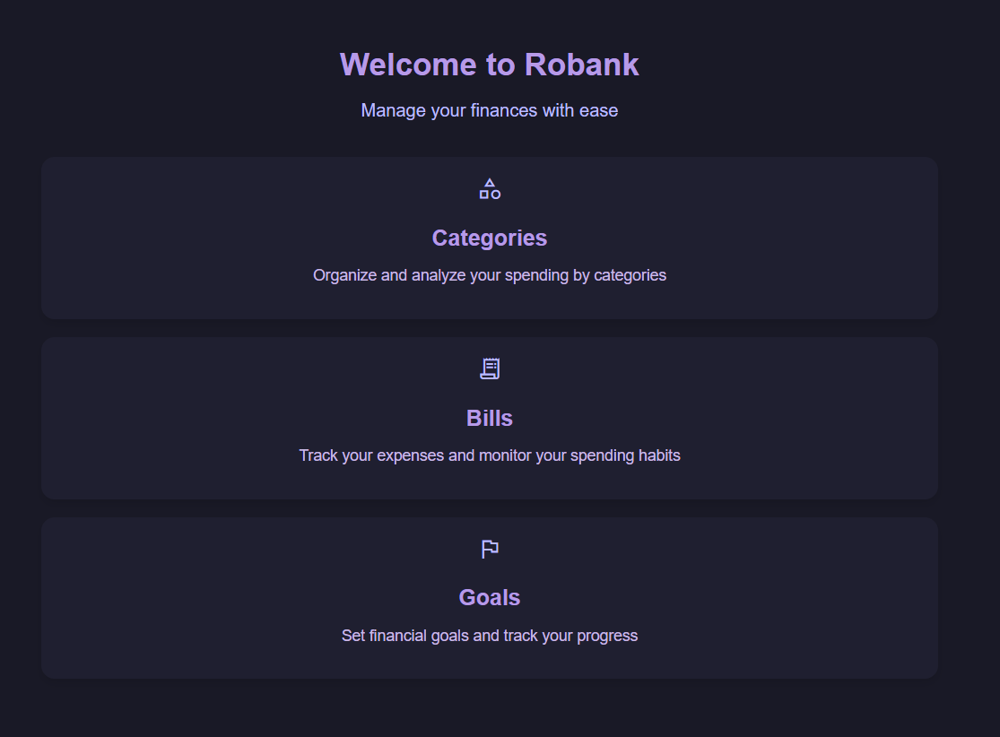 Welcome to Robank
Manage your finances with ease
Categories
Organize and analyze your spending by categories
Bills
Track your expenses and monitor your spending habits
Goals
Set financial goals and track your progress